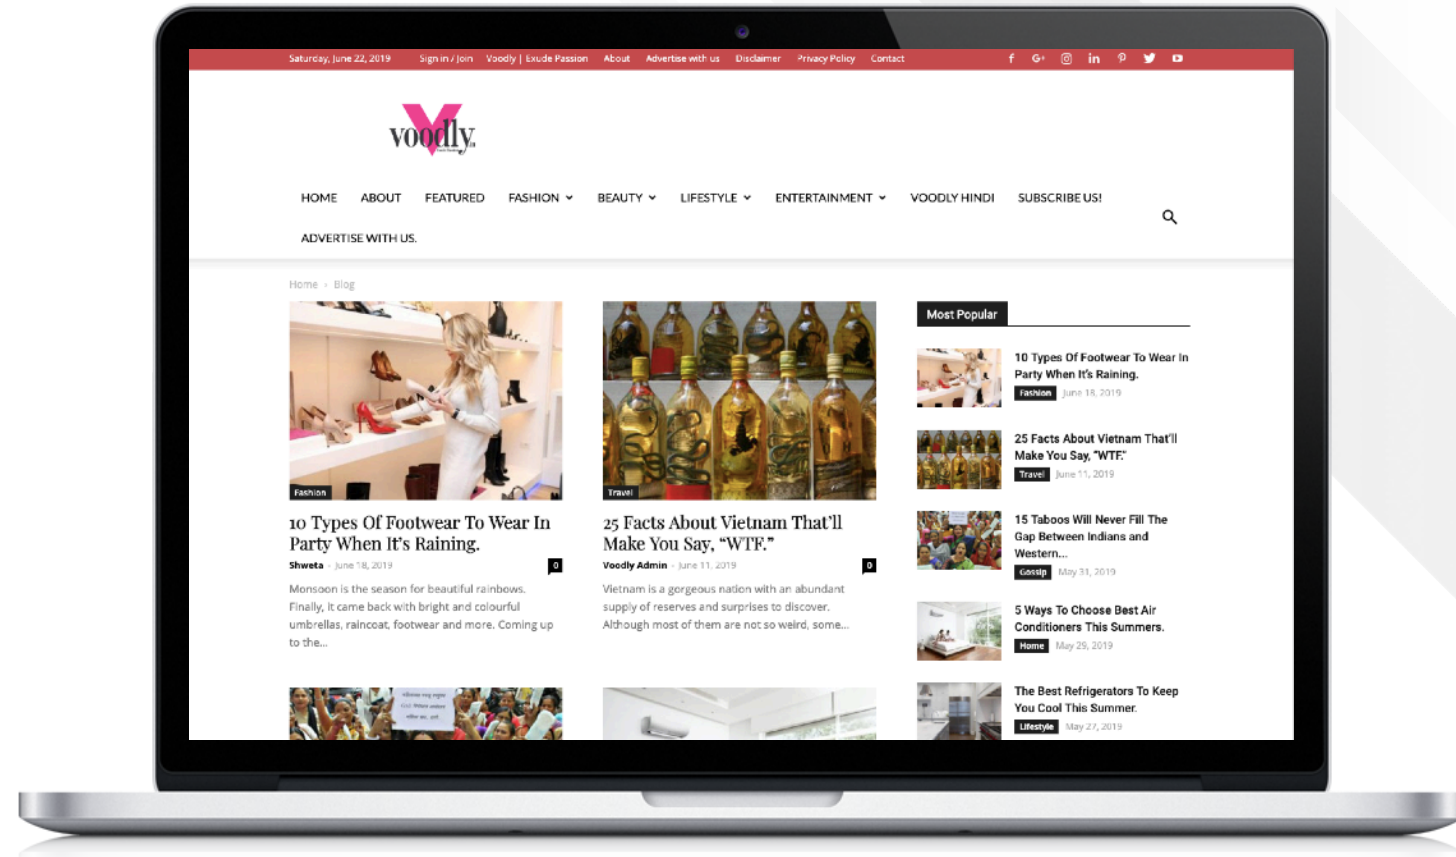 Saturday, June 22, 2019 Sign in / Join Voodly | Exude Passion About Advertise with us Disclaimer Privacy Policy Contact
voodly.in
HOME ABOUT FEATURED FASHION BEAUTY LIFESTYLE ENTERTAINMENT VOODLY HINDI SUBSCRIBE US!
ADVERTISE WITH US.
Home › Blog
Fashion
10 Types Of Footwear To Wear In
Party When It's Raining.
Shweta - June 18, 2019 0
Monsoon is the season for beautiful rainbows.
Finally, it came back with bright and colourful
umbrellas, raincoat, footwear and more. Coming up
to the...
Travel
25 Facts About Vietnam That'll
Make You Say, “WTF.”
Voodly Admin - June 11, 2019 0
Vietnam is a gorgeous nation with an abundant
supply of reserves and surprises to discover.
Although most of them are not so weird, some...
Most Popular
10 Types Of Footwear To Wear In
Party When It's Raining.
Fashion June 18, 2019
25 Facts About Vietnam That'll
Make You Say, “WTF.”
Travel June 11, 2019
15 Taboos Will Never Fill The
Gap Between Indians and
Western...
Gossip May 31, 2019
5 Ways To Choose Best Air
Conditioners This Summers.
Home May 29, 2019
The Best Refrigerators To Keep
You Cool This Summer.
Lifestyle May 27, 2019